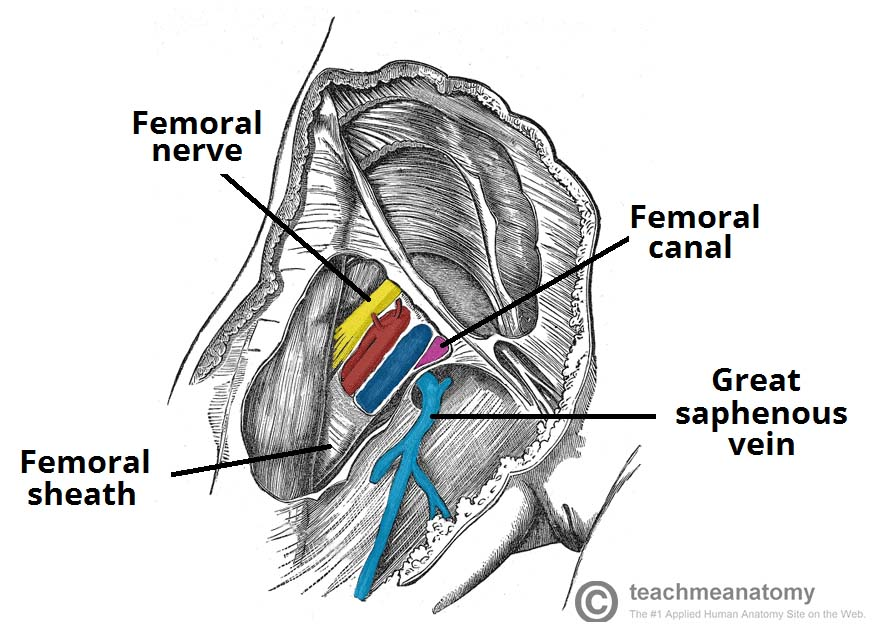 Femoral
nerve
Femoral
canal
Great
saphenous
vein
Femoral
sheath
© teachmeanatomy
The #1 Applied Human Anatomy Site on the Web.